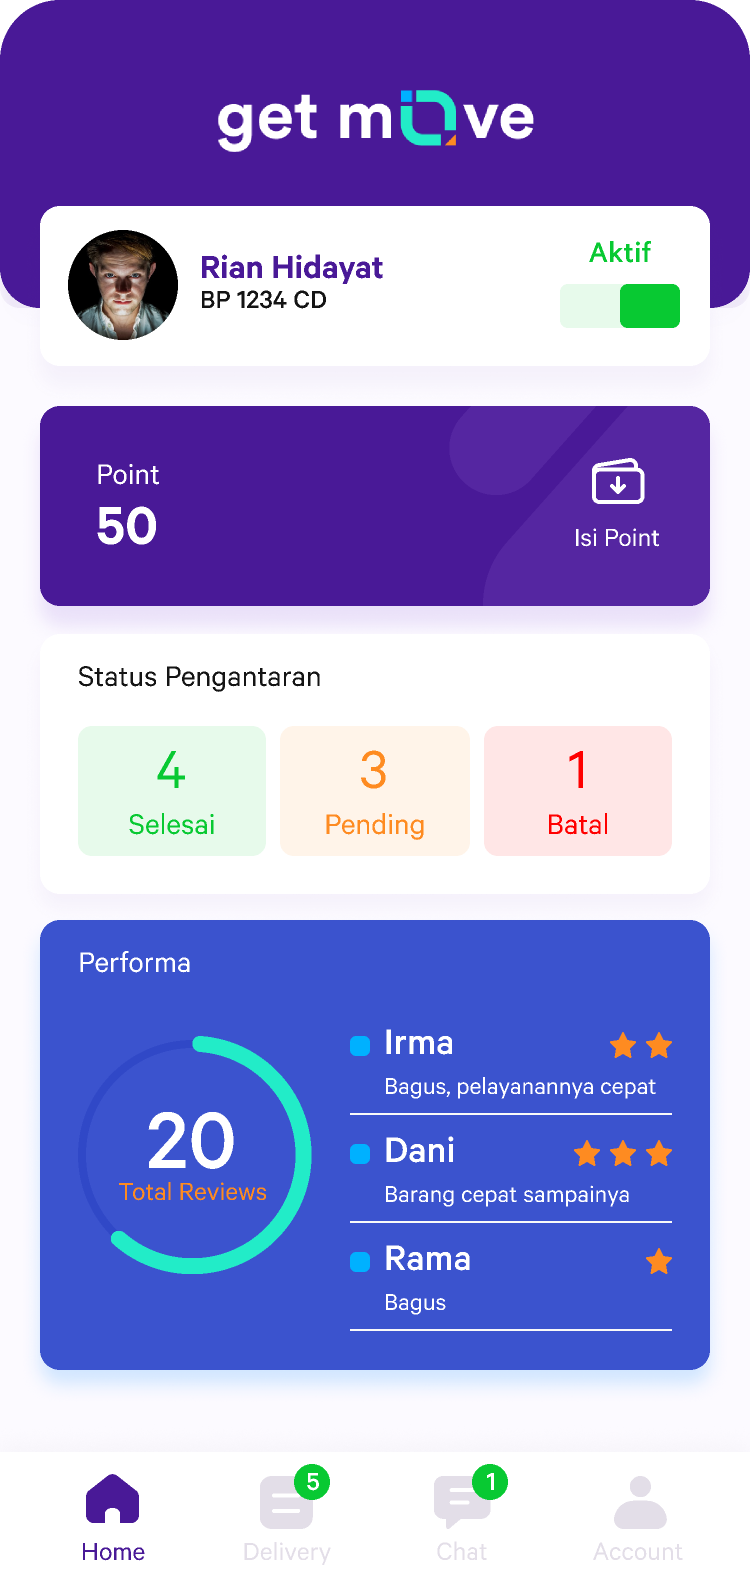 get move
Rian Hidayat
BP 1234 CD
Aktif
Point
50
Isi Point
Status Pengantaran
4
Selesai
3
Pending
1
Batal
Performa
20
Total Reviews
Irma
Bagus, pelayanannya cepat
Dani
Barang cepat sampainya
Rama
Bagus
Home
5
Delivery
1
Chat
Account